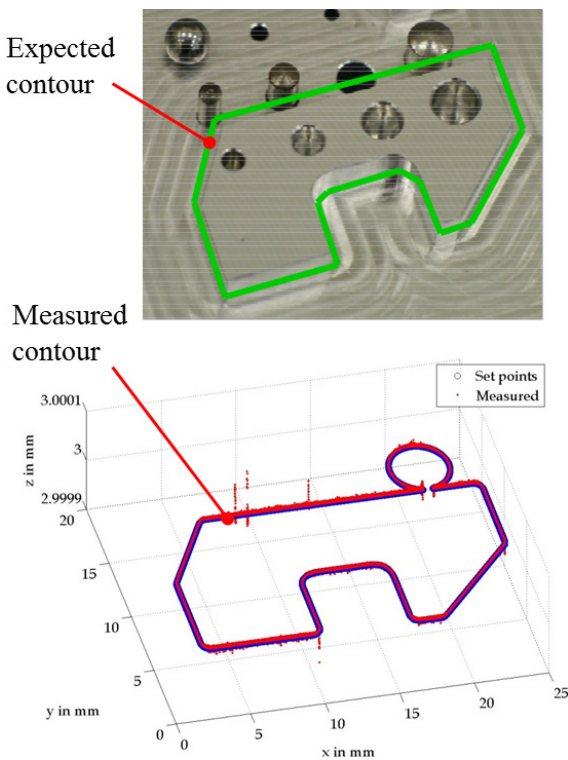 Expected
contour
Measured
contour
Set points
Measured
3.0001
3
2.9999
20
15
10
5
0
z in mm
y in mm
0
5
10
15
20
25
x in mm